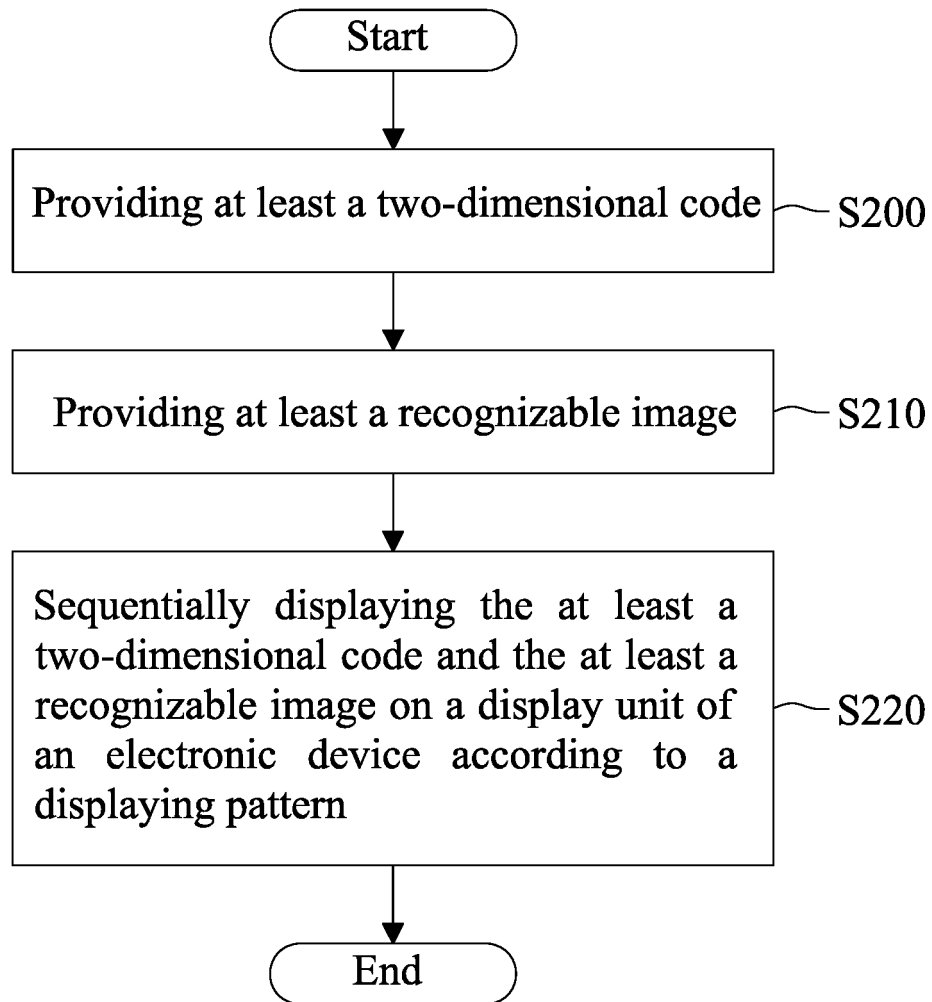 Start
Providing at least a two-dimensional code
S200
Providing at least a recognizable image
S210
Sequentially displaying the at least a
two-dimensional code and the at least a
recognizable image on a display unit of
an electronic device according to a
displaying pattern
S220
End